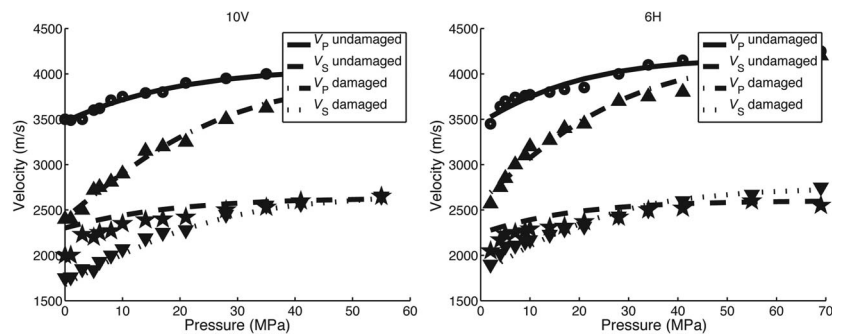 10V
4500
4000
3500
3000
2500
2000
1500
Velocity (m/s)
0 10 20 30 40 50 60
Pressure (MPa)
V_P undamaged
V_S undamaged
V_P damaged
V_S damaged
6H
4500
4000
3500
3000
2500
2000
1500
Velocity (m/s)
0 10 20 30 40 50 60 70
Pressure (MPa)
V_P undamaged
V_S undamaged
V_P damaged
V_S damaged